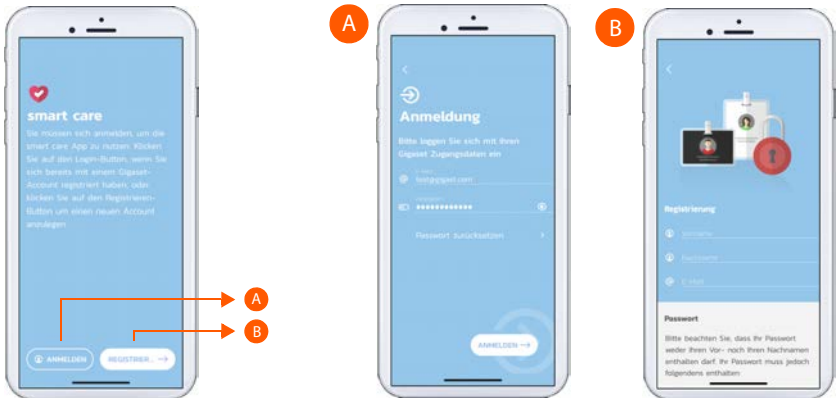 smart care
Sie müssen sich anmelden, um die
smart care App zu nutzen. Klicken
Sie auf den Login-Button, wenn Sie
sich bereits mit einem Gigaset-
Account registriert haben, oder
klicken Sie auf den Registrieren-
Button um einen neuen Account
anzulegen
ANMELDEN
REGISTRIER... →
A
B
A
Anmeldung
Bitte loggen Sie sich mit Ihren
Gigaset Zugangsdaten ein
E-Mail
Passwort zurücksetzen >
ANMELDEN →
B
Registrierung
Vorname
Nachname
E-Mail
Passwort
Bitte beachten Sie, dass Ihr Passwort
weder Ihren Vor- noch Ihren Nachnamen
enthalten darf. Ihr Passwort muss jedoch
folgendens enthalten